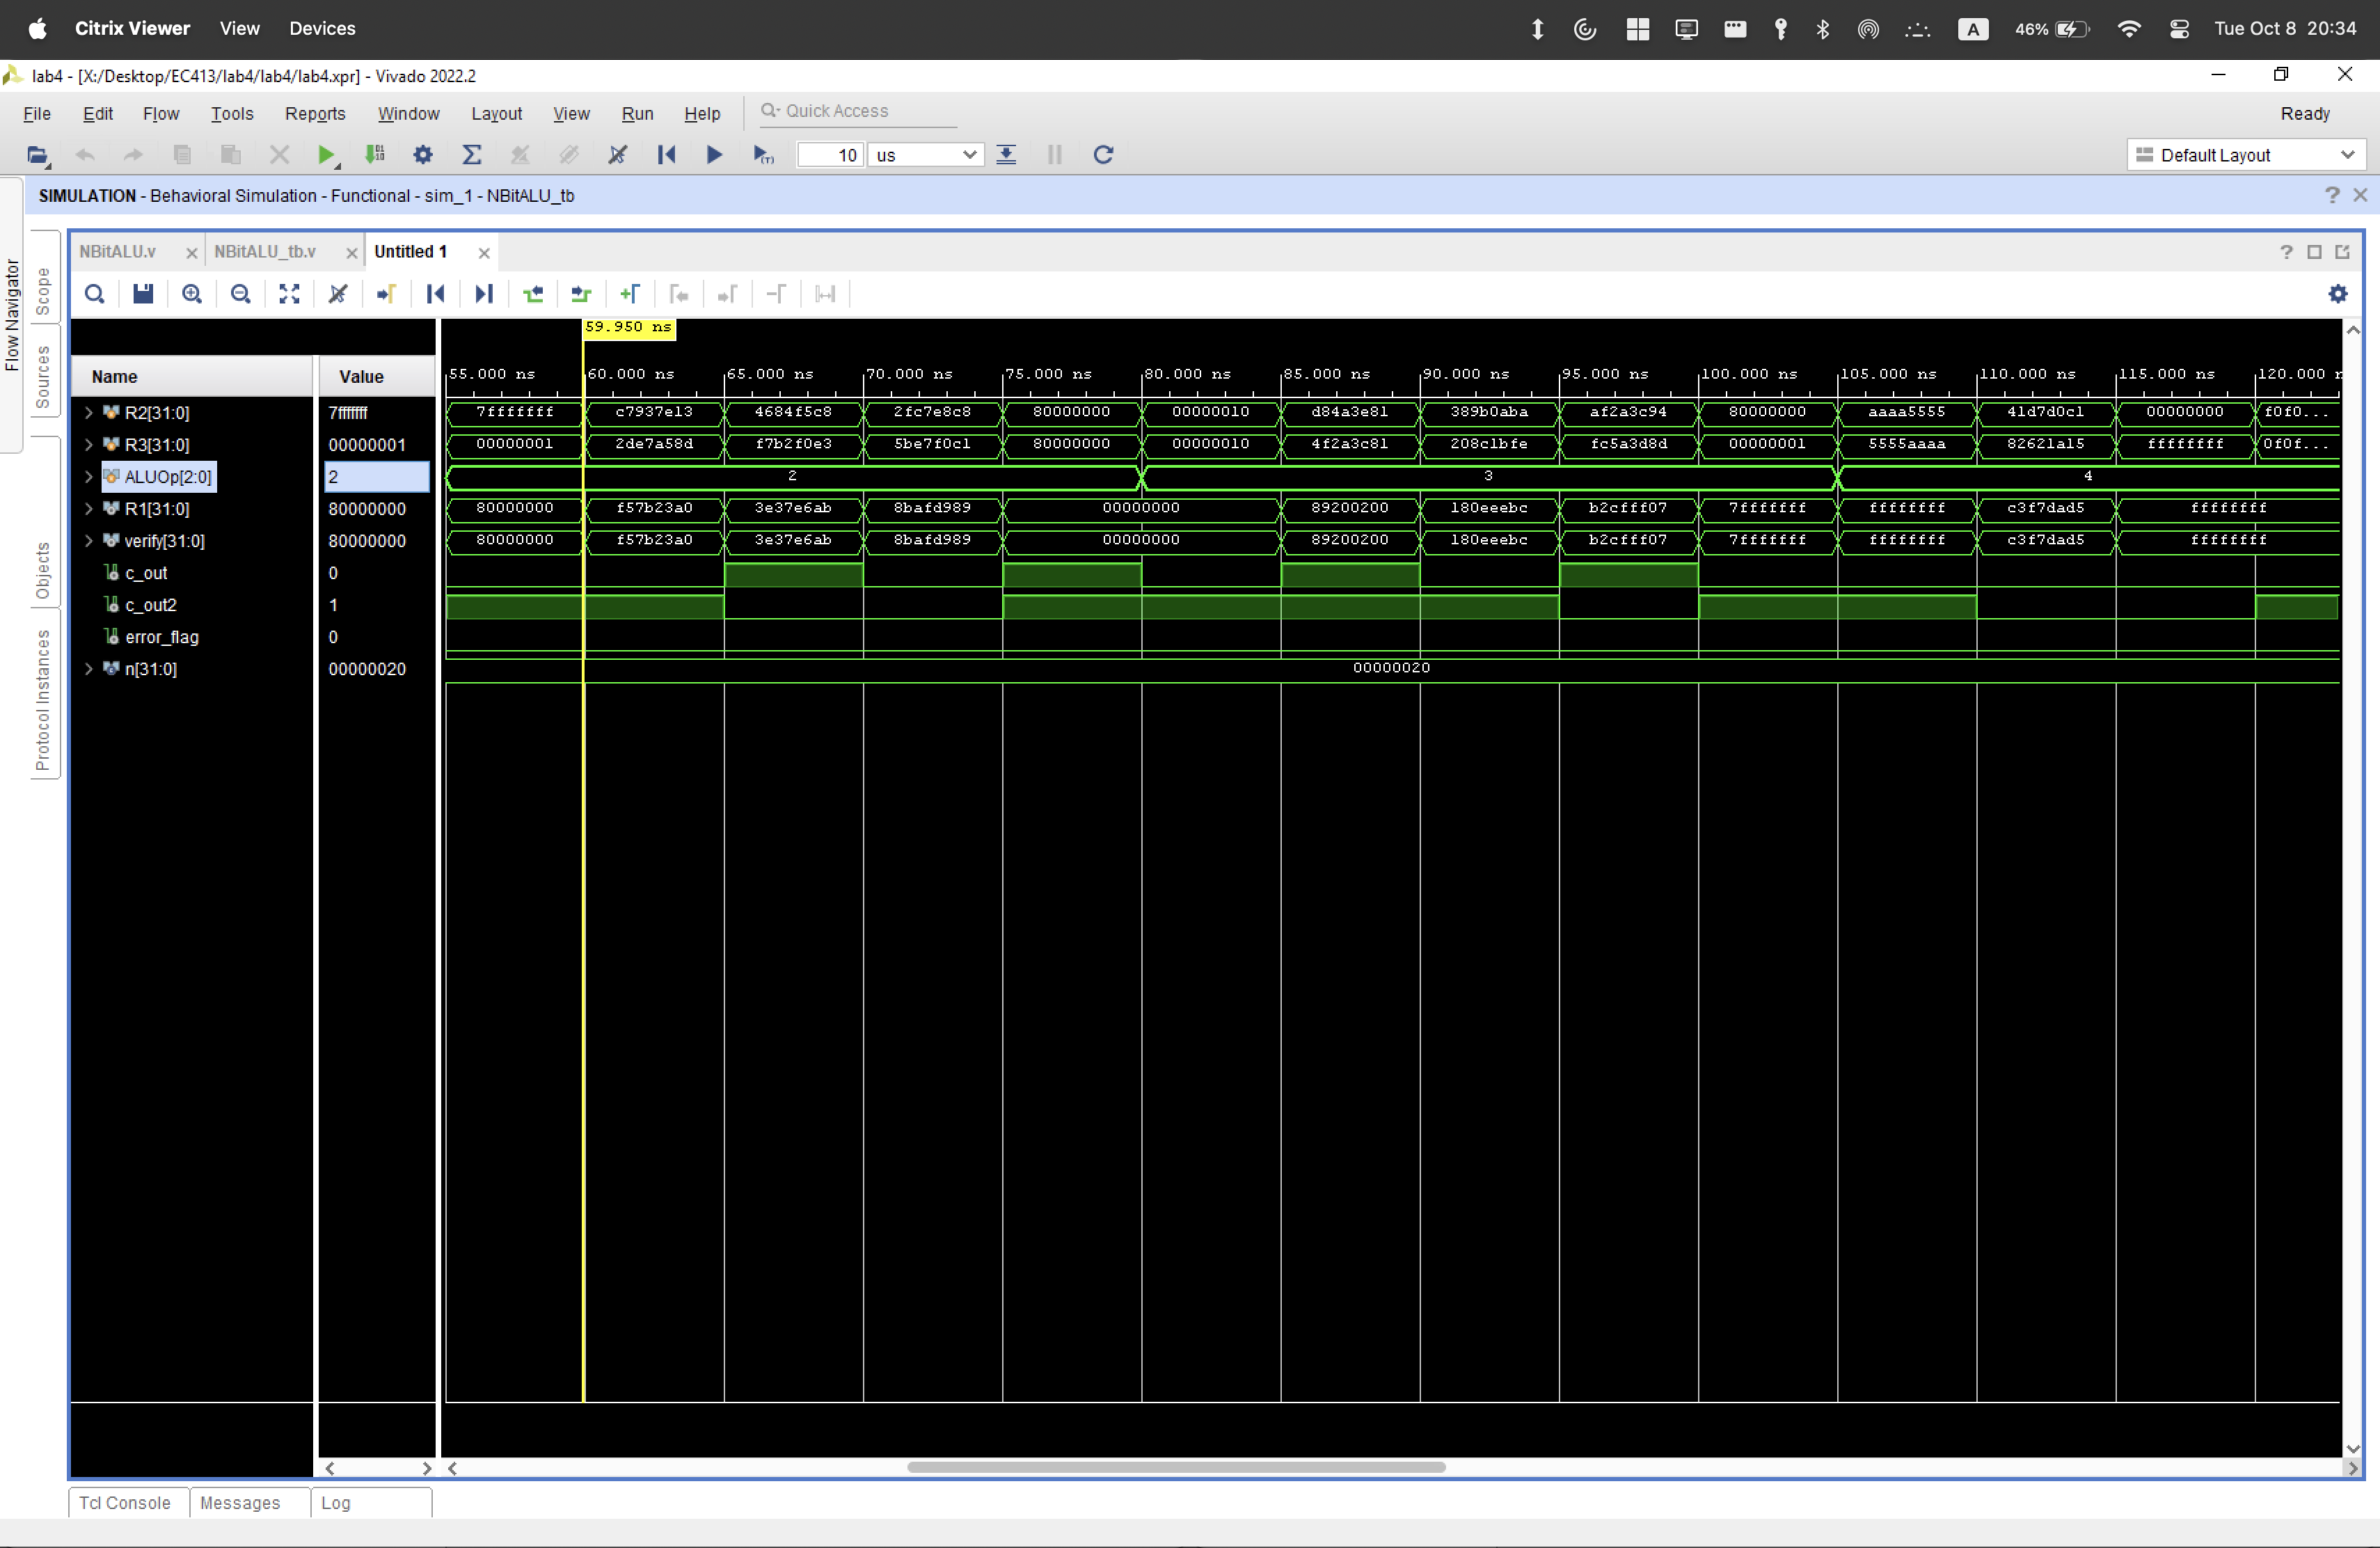 Citrix Viewer View Devices A 46% Tue Oct 8 20:34
lab4 - [X:/Desktop/EC413/lab4/lab4/lab4.xpr] - Vivado 2022.2
File Edit Flow Tools Reports Window Layout View Run Help Quick Access Ready
10 us Default Layout
SIMULATION - Behavioral Simulation - Functional - sim_1 - NBitALU_tb
Flow Navigator
Scope
Sources
Objects
Protocol Instances
NBitALU.v NBitALU_tb.v Untitled 1
59.950 ns
Name Value 55.000 ns 60.000 ns 65.000 ns 70.000 ns 75.000 ns 80.000 ns 85.000 ns 90.000 ns 95.000 ns 100.000 ns 105.000 ns 110.000 ns 115.000 ns 120.000
R2[31:0] 7fffffff 7fffffff c7937e13 4684f5c8 2fc7e8c8 80000000 00000010 d84a3e81 389b0aba af2a3c94 80000000 aaaa5555 41d7d0c1 00000000 f0f0...
R3[31:0] 00000001 00000001 2de7a58d f7b2f0e3 5be7f0c1 80000000 00000010 4f2a3c81 208c1bfe fc5a3d8d 00000001 5555aaaa 82621a15 ffffffff 0f0f...
ALUOp[2:0] 2 2 3 4
R1[31:0] 80000000 80000000 f57b23a0 3e37e6ab 8bafd989 00000000 89200200 180eeebc b2cfff07 7fffffff ffffffff c3f7dad5 ffffffff
verify[31:0] 80000000 80000000 f57b23a0 3e37e6ab 8bafd989 00000000 89200200 180eeebc b2cfff07 7fffffff ffffffff c3f7dad5 ffffffff
c_out 0
c_out2 1
error_flag 0
n[31:0] 00000020 00000020
Tcl Console Messages Log